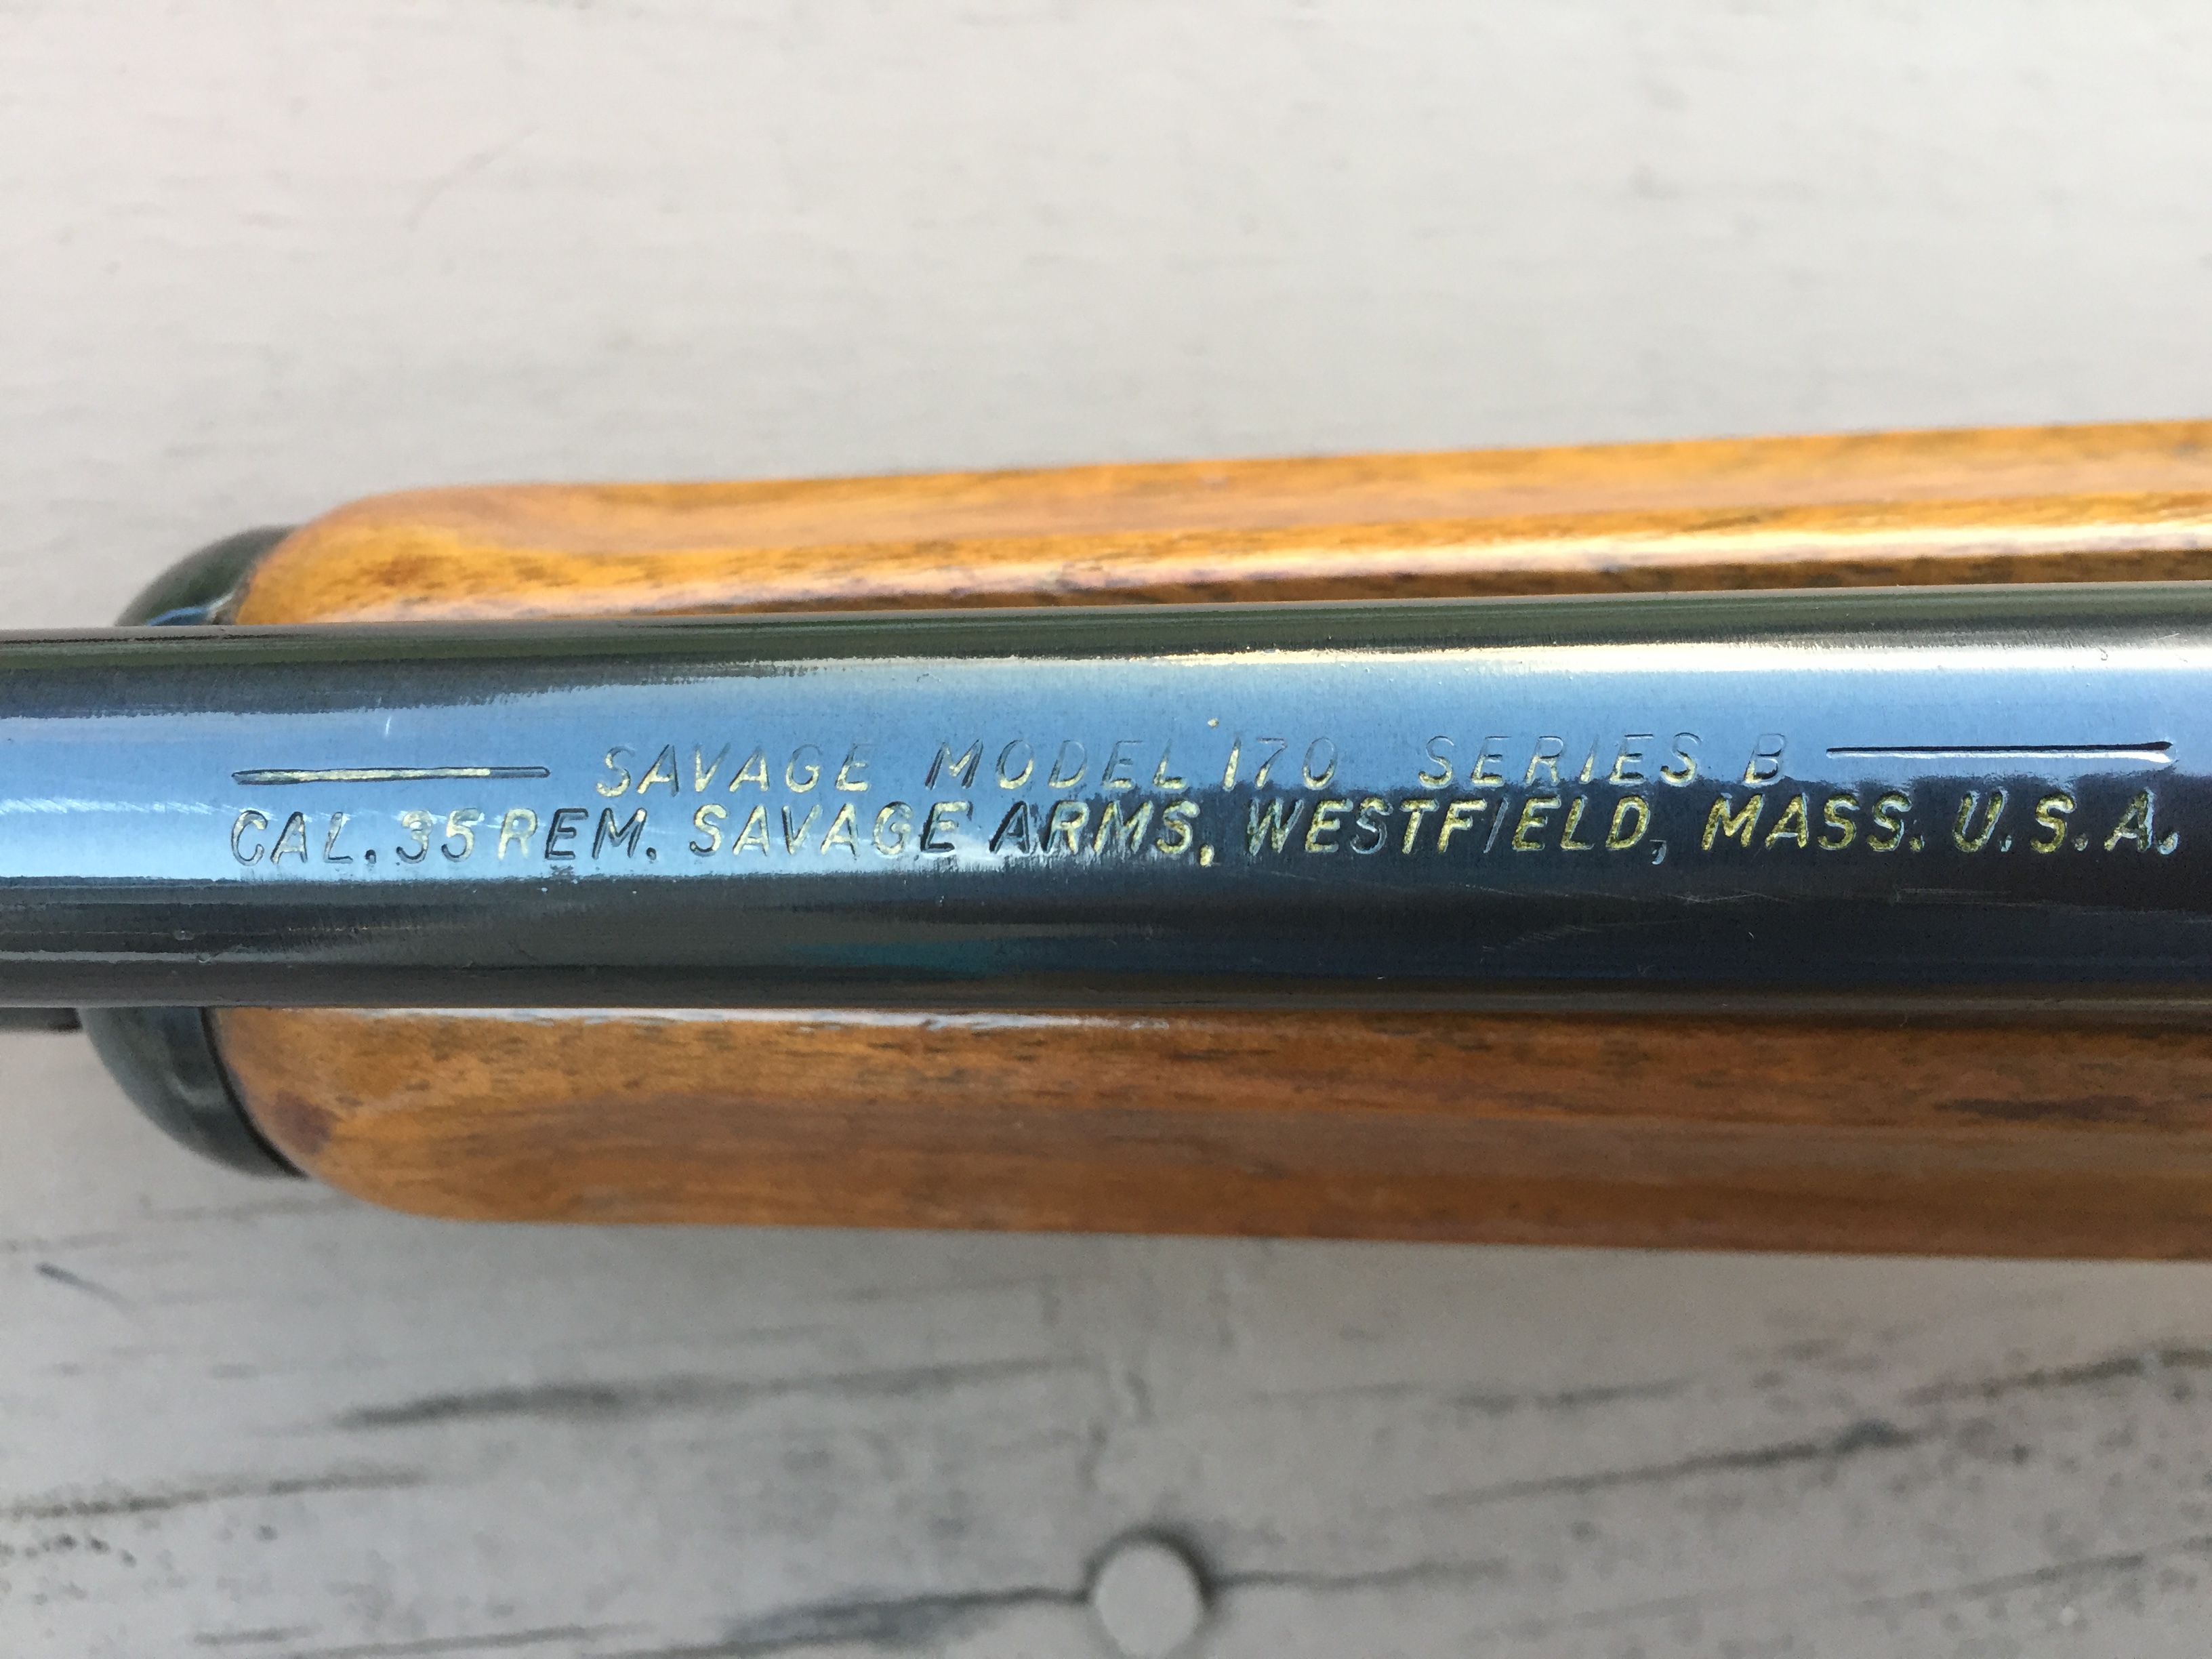 SAVAGE MODEL 170 SERIES B
CAL. 35 REM. SAVAGE ARMS, WESTFIELD, MASS. U.S.A.